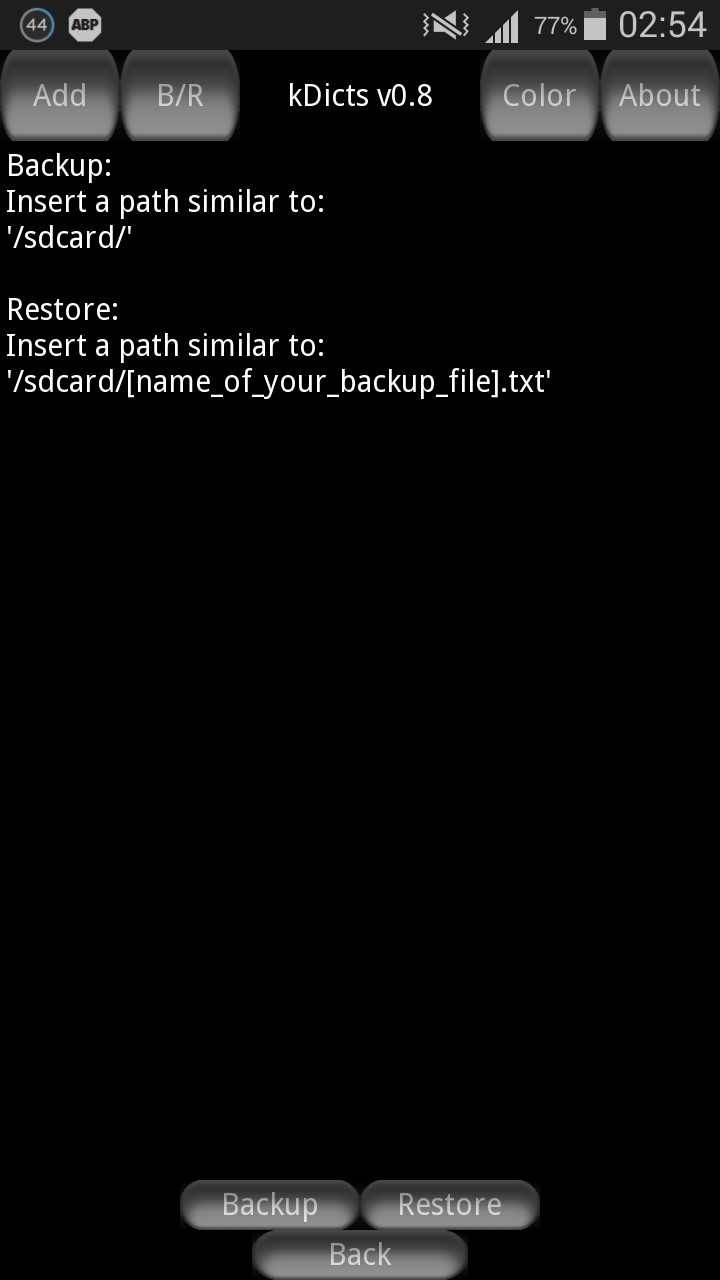 44 ABP 77% 02:54
Add B/R kDicts v0.8 Color About
Backup:
Insert a path similar to:
'/sdcard/'
Restore:
Insert a path similar to:
'/sdcard/[name_of_your_backup_file].txt'
Backup Restore
Back